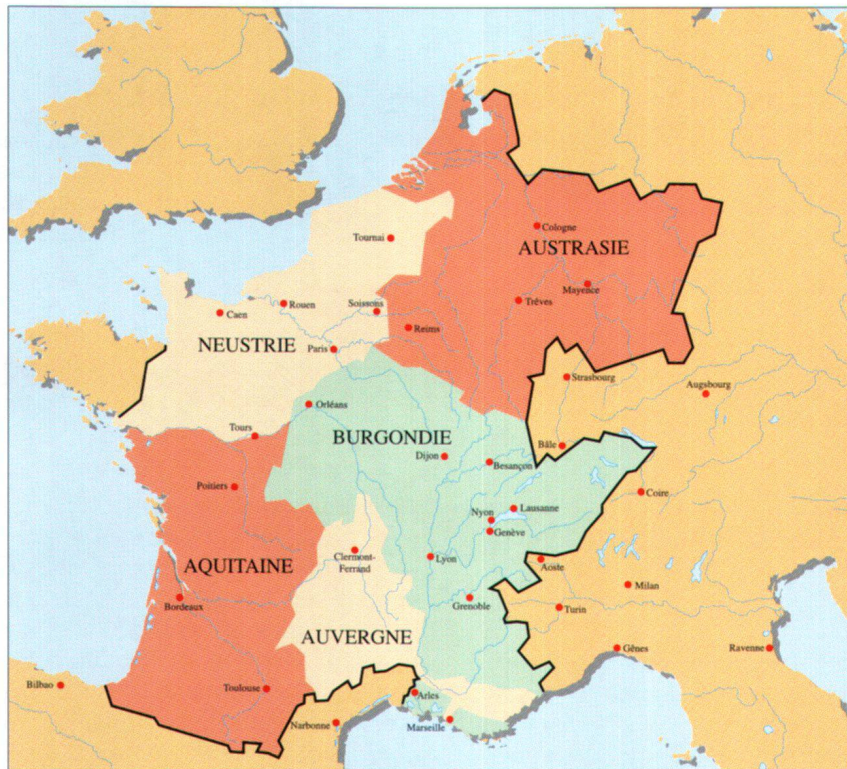 Tournai
Cologne
AUSTRASIE
Mayence
Tréves
Caen
Rouen
Soissons
Reims
NEUSTRIE
Paris
Strasbourg
Augsbourg
Orléans
Tours
BURGONDIE
Dijon
Bâle
Besançon
Poitiers
Coire
Nyon
Lausanne
Genève
Clermont-
Ferrand
Lyon
Aoste
AQUITAINE
Milan
Bordeaux
Grenoble
Turin
AUVERGNE
Gênes
Ravenne
Bilbao
Toulouse
Arles
Narbonne
Marseille